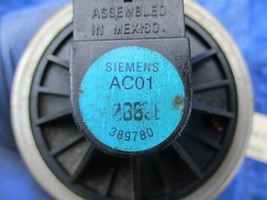 ASSEMBLED
IN MEXICO.
SIEMENS
AC01
389780